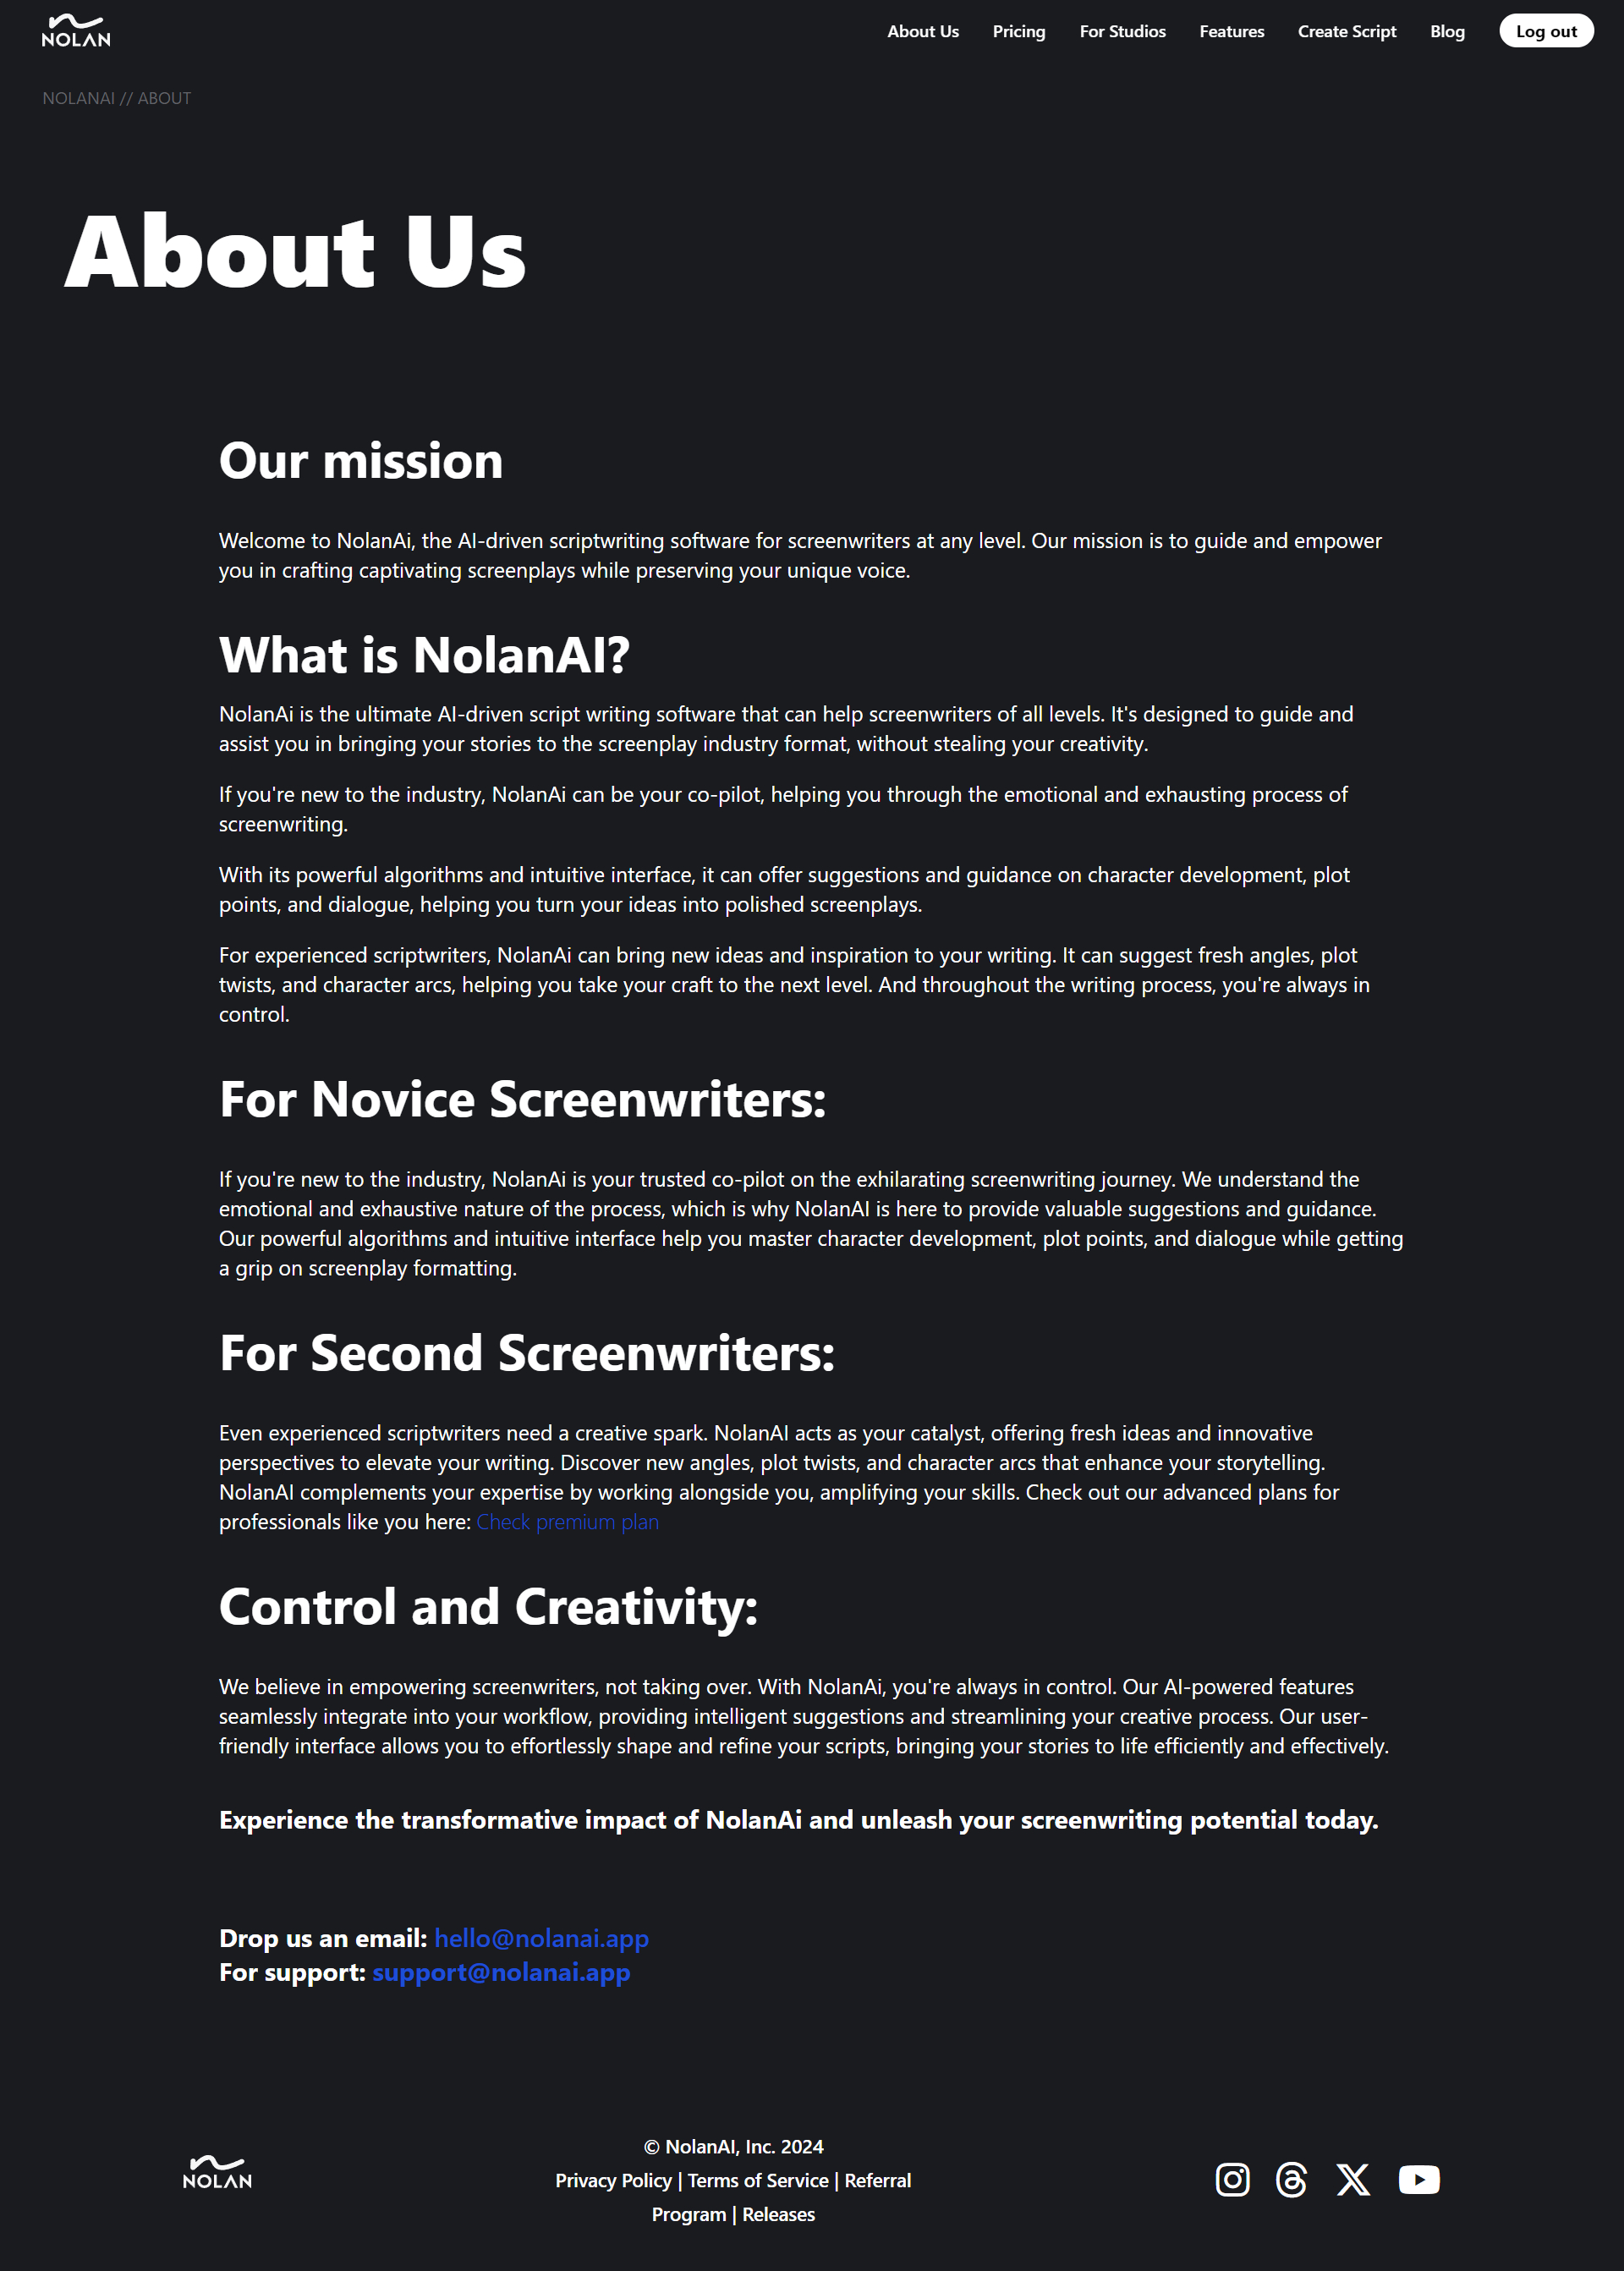 NOLAN
About Us
Pricing
For Studios
Features
Create Script
Blog
Log out
NOLANAI // ABOUT
About Us
Our mission
Welcome to NolanAi, the AI-driven scriptwriting software for screenwriters at any level. Our mission is to guide and empower
you in crafting captivating screenplays while preserving your unique voice.
What is NolanAI?
NolanAi is the ultimate AI-driven script writing software that can help screenwriters of all levels. It's designed to guide and
assist you in bringing your stories to the screenplay industry format, without stealing your creativity.
If you're new to the industry, NolanAi can be your co-pilot, helping you through the emotional and exhausting process of
screenwriting.
With its powerful algorithms and intuitive interface, it can offer suggestions and guidance on character development, plot
points, and dialogue, helping you turn your ideas into polished screenplays.
For experienced scriptwriters, NolanAi can bring new ideas and inspiration to your writing. It can suggest fresh angles, plot
twists, and character arcs, helping you take your craft to the next level. And throughout the writing process, you're always in
control.
For Novice Screenwriters:
If you're new to the industry, NolanAi is your trusted co-pilot on the exhilarating screenwriting journey. We understand the
emotional and exhaustive nature of the process, which is why NolanAI is here to provide valuable suggestions and guidance.
Our powerful algorithms and intuitive interface help you master character development, plot points, and dialogue while getting
a grip on screenplay formatting.
For Second Screenwriters:
Even experienced scriptwriters need a creative spark. NolanAI acts as your catalyst, offering fresh ideas and innovative
perspectives to elevate your writing. Discover new angles, plot twists, and character arcs that enhance your storytelling.
NolanAI complements your expertise by working alongside you, amplifying your skills. Check out our advanced plans for
professionals like you here: Check premium plan
Control and Creativity:
We believe in empowering screenwriters, not taking over. With NolanAi, you're always in control. Our AI-powered features
seamlessly integrate into your workflow, providing intelligent suggestions and streamlining your creative process. Our user-
friendly interface allows you to effortlessly shape and refine your scripts, bringing your stories to life efficiently and effectively.
Experience the transformative impact of NolanAi and unleash your screenwriting potential today.
Drop us an email: hello@nolanai.app
For support: support@nolanai.app
NOLAN
© NolanAI, Inc. 2024
Privacy Policy | Terms of Service | Referral
Program | Releases